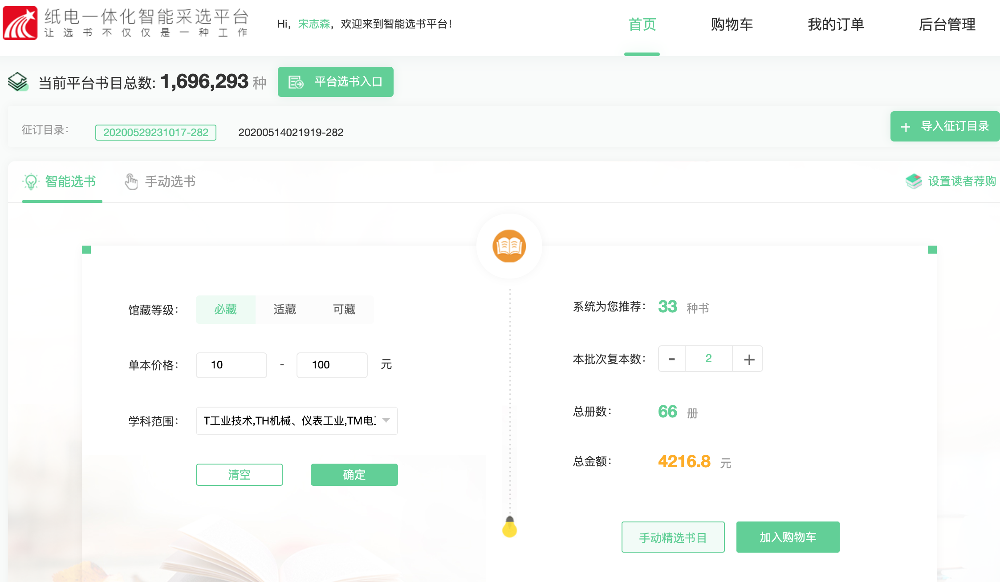 纸电一体化智能采选平台
让选书不仅仅是一种工作
Hi，宋志森，欢迎来到智能选书平台！
首页 购物车 我的订单 后台管理
当前平台书目总数: 1,696,293 种 平台选书入口
征订目录： 20200529231017-282 20200514021919-282 + 导入征订目录
智能选书 手动选书 设置读者荐购
馆藏等级： 必藏 适藏 可藏
单本价格： 10 - 100 元
学科范围： T工业技术,TH机械、仪表工业,TM电
清空 确定
系统为您推荐： 33 种书
本批次复本数： - 2 +
总册数： 66 册
总金额： 4216.8 元
手动精选书目 加入购物车